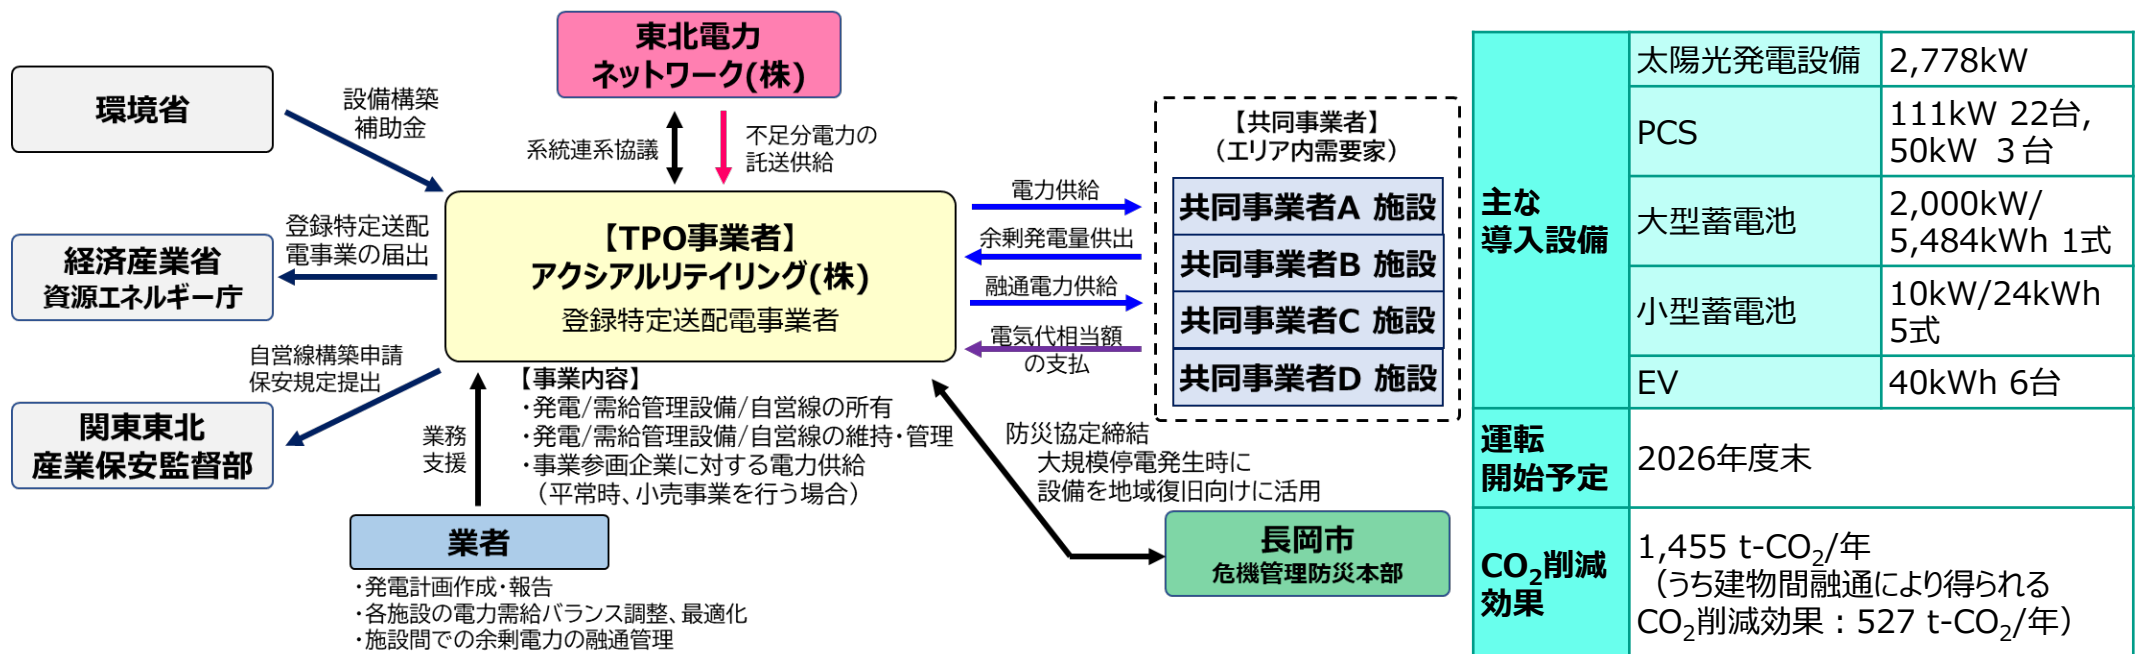 東北電力
ネットワーク(株)
環境省
設備構築
補助金
系統連系協議
不足分電力の
託送供給
経済産業省
資源エネルギー庁
登録特定送配
電事業の届出
【TPO事業者】
アクシアルリテイリング(株)
登録特定送配電事業者
電力供給
余剰発電量供出
融通電力供給
電気代相当額
の支払
【共同事業者】
（エリア内需要家）
共同事業者A 施設
共同事業者B 施設
共同事業者C 施設
共同事業者D 施設
自営線構築申請
保安規定提出
関東東北
産業保安監督部
業務
支援
【事業内容】
・発電/需給管理設備/自営線の所有
・発電/需給管理設備/自営線の維持・管理
・事業参画企業に対する電力供給
（平常時、小売事業を行う場合）
防災協定締結
大規模停電発生時に
設備を地域復旧向けに活用
業者
・発電計画作成・報告
・各施設の電力需給バランス調整、最適化
・施設間での余剰電力の融通管理
長岡市
危機管理防災本部
主な
導入設備
太陽光発電設備 2,778kW
PCS
111kW 22台,
50kW ３台
大型蓄電池
2,000kW/
5,484kWh 1式
小型蓄電池
10kW/24kWh
5式
EV 40kWh 6台
運転
開始予定
2026年度末
CO₂削減
効果
1,455 t-CO₂/年
（うち建物間融通により得られる
CO₂削減効果：527 t-CO₂/年）